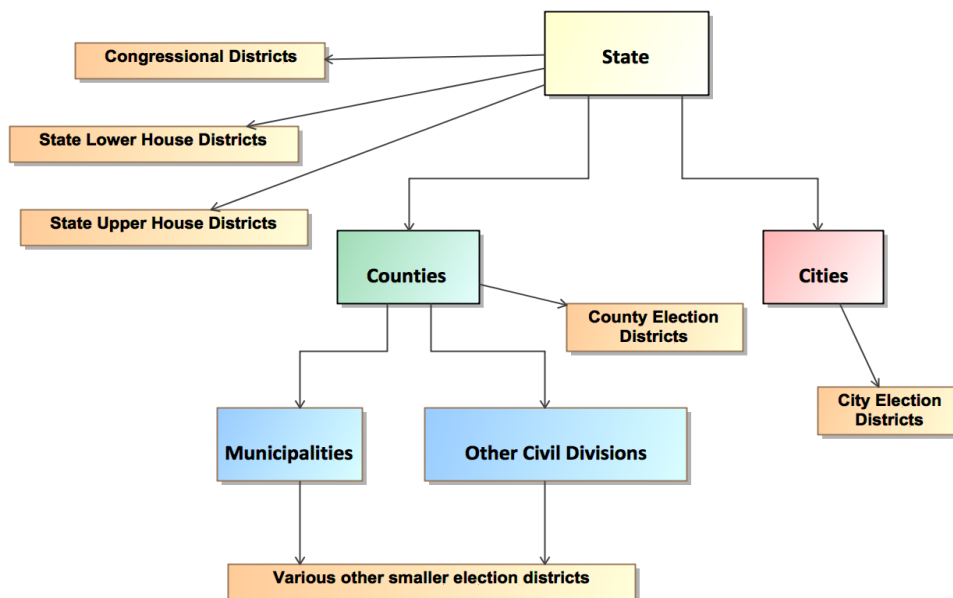 State
Congressional Districts
State Lower House Districts
State Upper House Districts
Counties
Cities
County Election
Districts
City Election
Districts
Municipalities
Other Civil Divisions
Various other smaller election districts